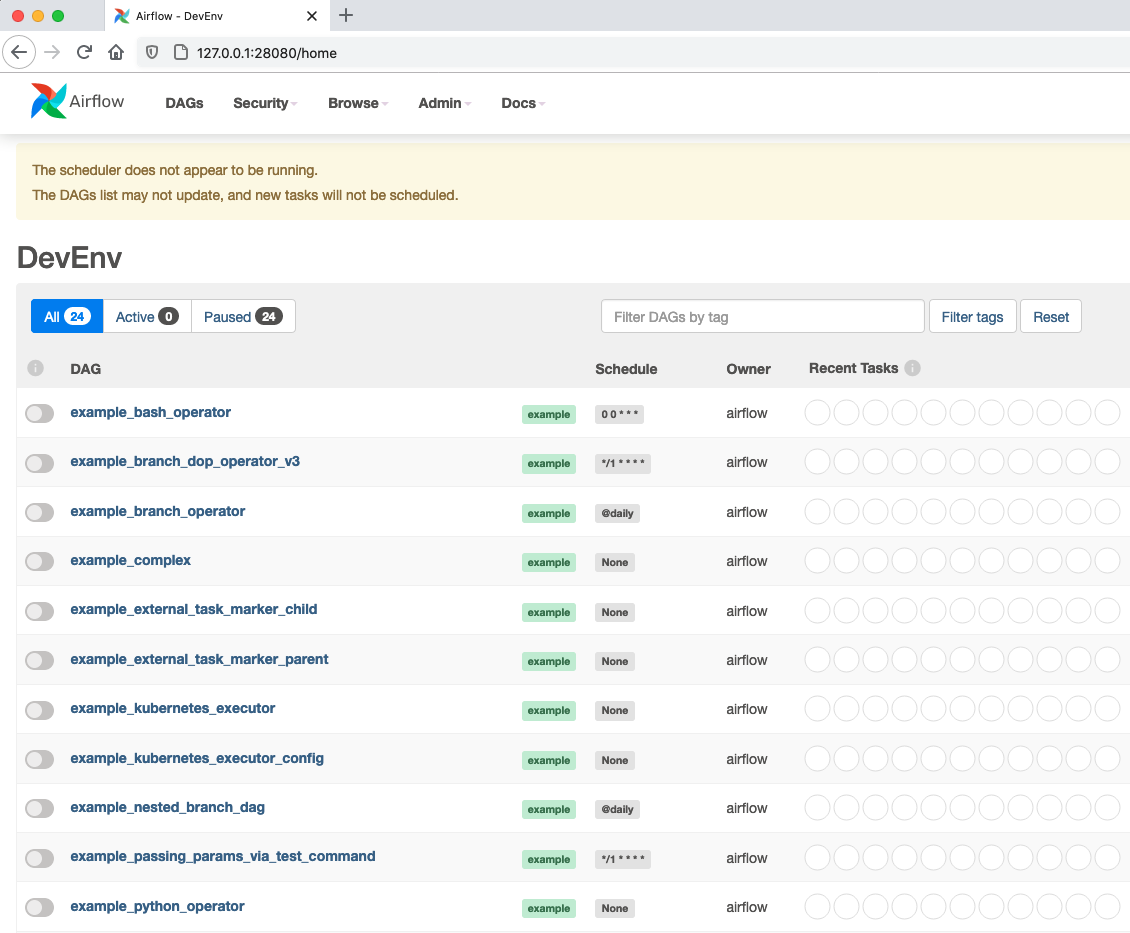 Airflow - DevEnv
127.0.0.1:28080/home
Airflow DAGs Security Browse Admin Docs
The scheduler does not appear to be running.
The DAGs list may not update, and new tasks will not be scheduled.
DevEnv
All 24 Active 0 Paused 24 Filter DAGs by tag Filter tags Reset
i DAG Schedule Owner Recent Tasks i
example_bash_operator example 0 0 * * * airflow
example_branch_dop_operator_v3 example */1 * * * * airflow
example_branch_operator example @daily airflow
example_complex example None airflow
example_external_task_marker_child example None airflow
example_external_task_marker_parent example None airflow
example_kubernetes_executor example None airflow
example_kubernetes_executor_config example None airflow
example_nested_branch_dag example @daily airflow
example_passing_params_via_test_command example */1 * * * * airflow
example_python_operator example None airflow